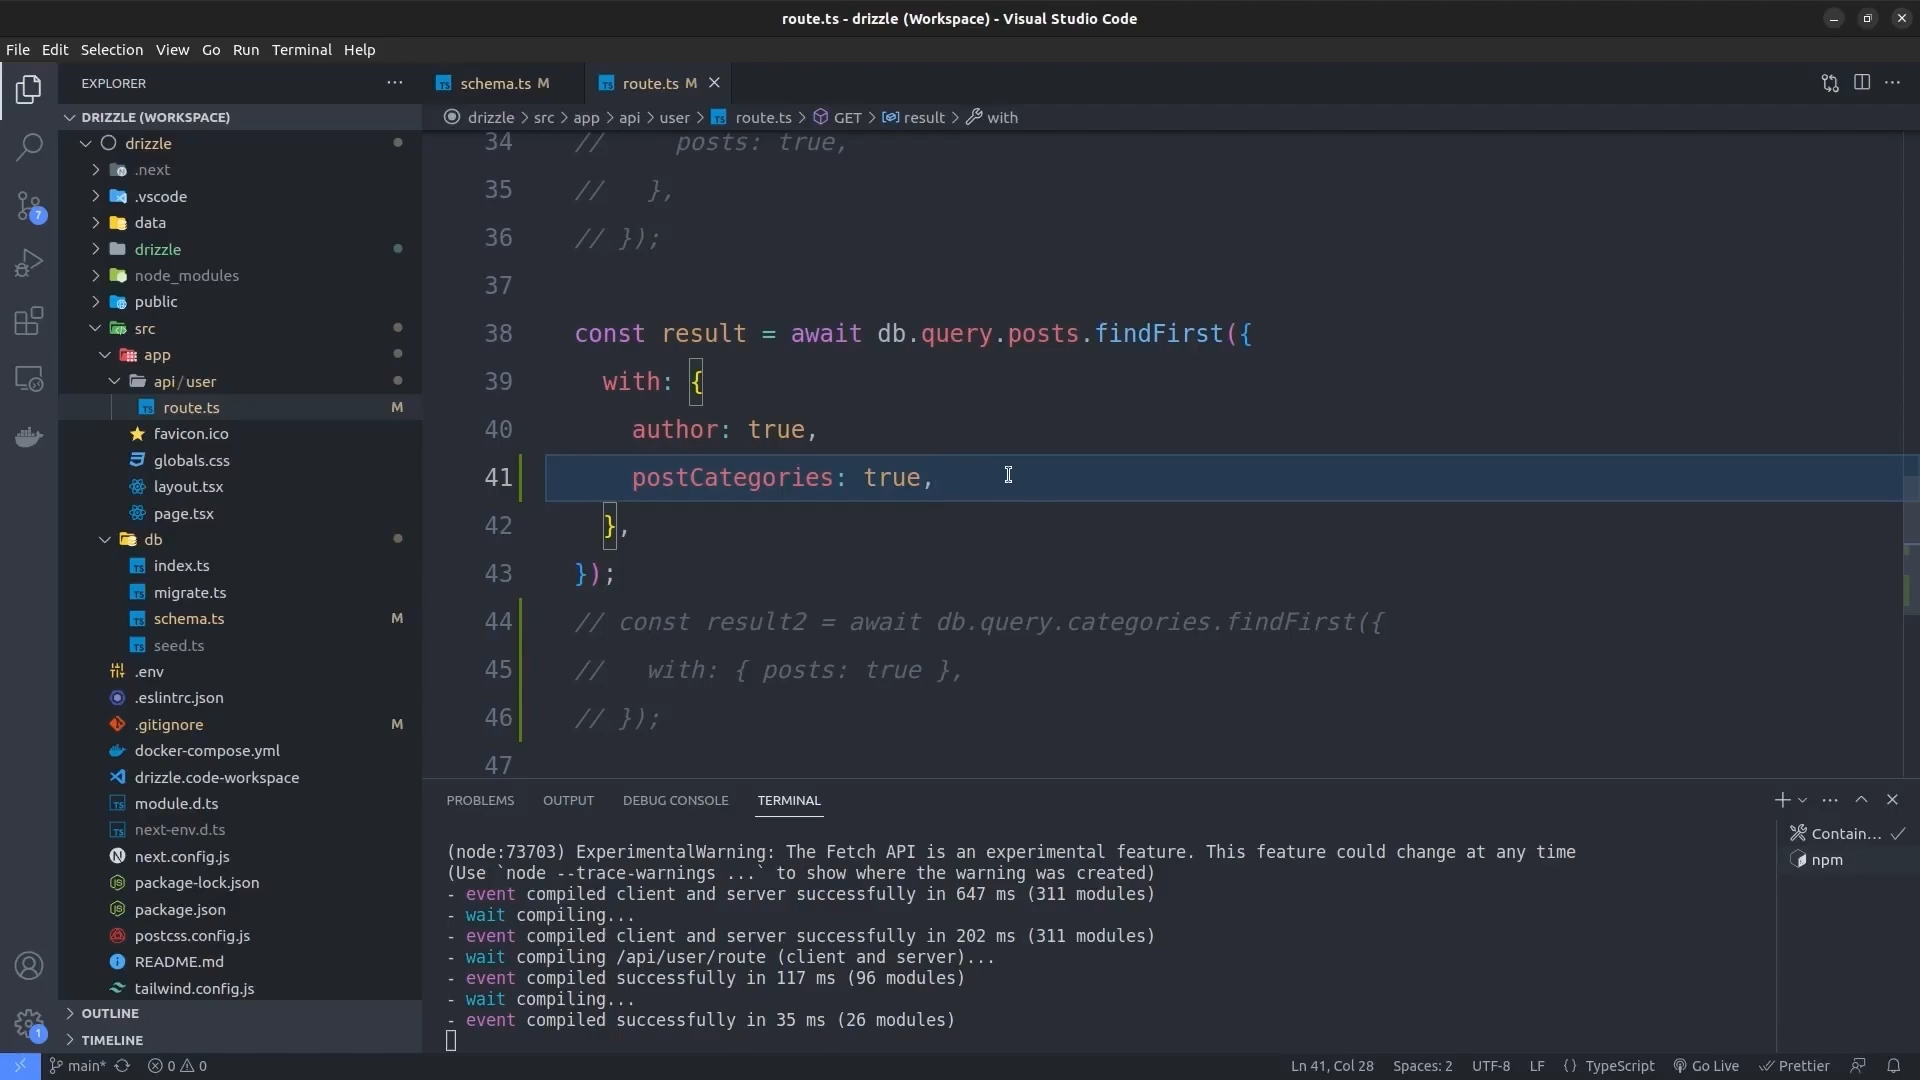 route.ts - drizzle (Workspace) - Visual Studio Code
File Edit Selection View Go Run Terminal Help
EXPLORER
DRIZZLE (WORKSPACE)
drizzle
.next
.vscode
data
drizzle
node_modules
public
src
app
api / user
route.ts M
favicon.ico
globals.css
layout.tsx
page.tsx
db
index.ts
migrate.ts
schema.ts M
seed.ts
.env
.eslintrc.json
.gitignore M
docker-compose.yml
drizzle.code-workspace
module.d.ts
next-env.d.ts
next.config.js
package-lock.json
package.json
postcss.config.js
README.md
tailwind.config.js
OUTLINE
TIMELINE
7
1
schema.ts M route.ts M
drizzle > src > app > api > user > route.ts > GET > result > with
34 //     posts: true,
35 //   },
36 // });
37
38 const result = await db.query.posts.findFirst({
39   with: {
40     author: true,
41     postCategories: true,
42   },
43 });
44 // const result2 = await db.query.categories.findFirst({
45 //   with: { posts: true },
46 // });
47
PROBLEMS OUTPUT DEBUG CONSOLE TERMINAL
(node:73703) ExperimentalWarning: The Fetch API is an experimental feature. This feature could change at any time
(Use `node --trace-warnings ...` to show where the warning was created)
- event compiled client and server successfully in 647 ms (311 modules)
- wait compiling...
- event compiled client and server successfully in 202 ms (311 modules)
- wait compiling /api/user/route (client and server)...
- event compiled successfully in 117 ms (96 modules)
- wait compiling...
- event compiled successfully in 35 ms (26 modules)
Contain...
npm
main* 0 0 Ln 41, Col 28 Spaces: 2 UTF-8 LF {} TypeScript Go Live Prettier